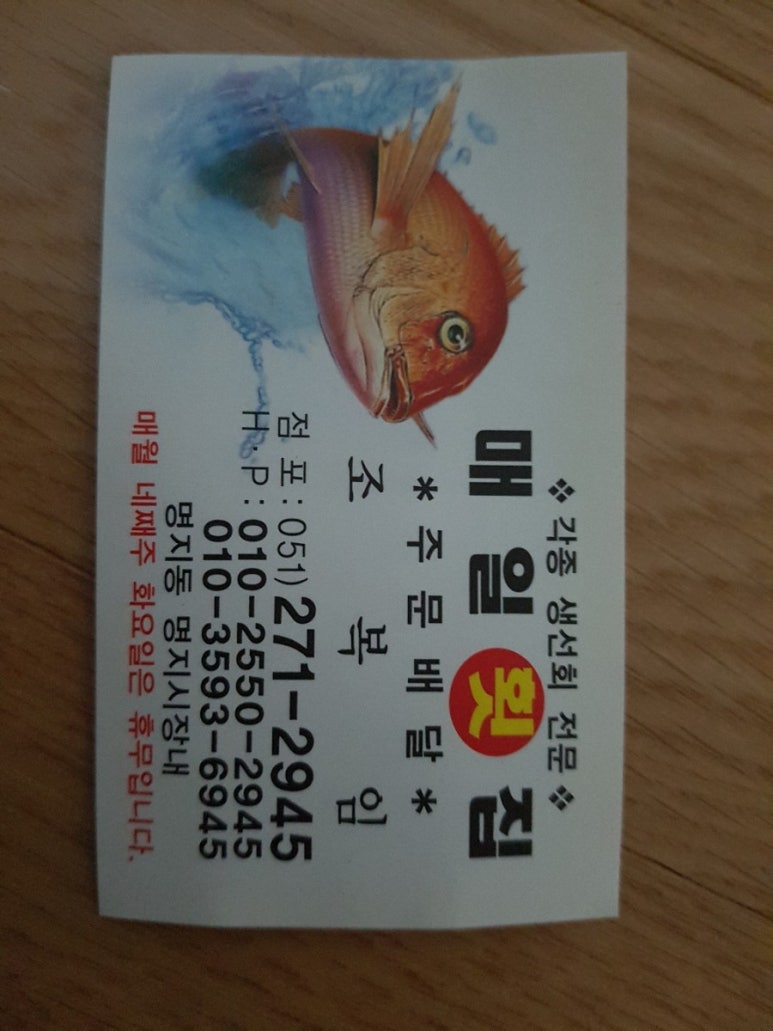 ❖ 각종 생선회 전문 ❖
매일횟집
* 주문배달 *
조 복 임
점 포 : 051) 271-2945
H . P : 010-2550-2945
010-3593-6945
명지동 명지시장내
매월 네째주 화요일은 휴무입니다.